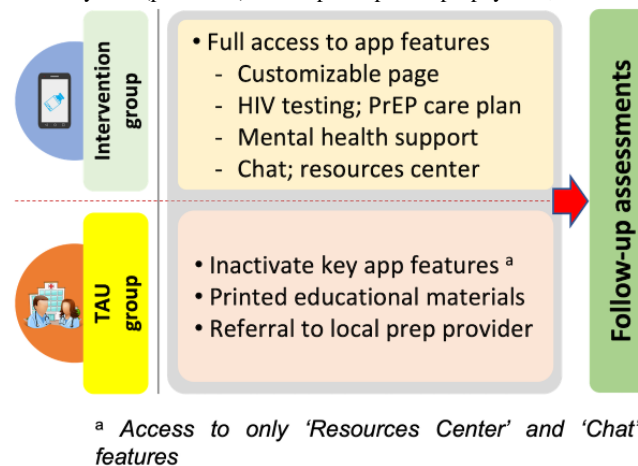 Intervention
group
• Full access to app features
- Customizable page
- HIV testing; PrEP care plan
- Mental health support
- Chat; resources center
TAU
group
• Inactivate key app features ᵃ
• Printed educational materials
• Referral to local prep provider
Follow-up assessments
ᵃ Access to only ‘Resources Center’ and ‘Chat’
features